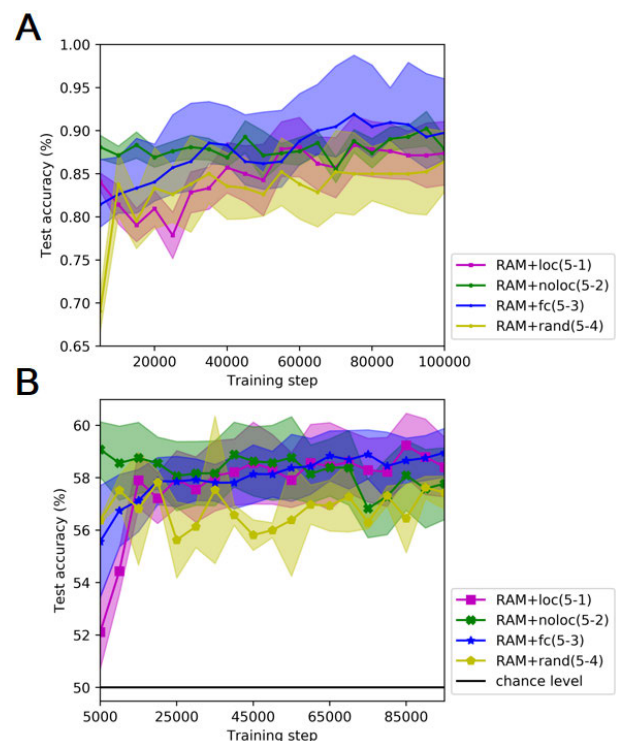 A
1.00
0.95
0.90
0.85
0.80
0.75
0.70
0.65
Test accuracy (%)
20000 40000 60000 80000 100000
Training step
RAM+loc(5-1)
RAM+noloc(5-2)
RAM+fc(5-3)
RAM+rand(5-4)
B
60
58
56
54
52
50
Test accuracy (%)
5000 25000 45000 65000 85000
Training step
RAM+loc(5-1)
RAM+noloc(5-2)
RAM+fc(5-3)
RAM+rand(5-4)
chance level